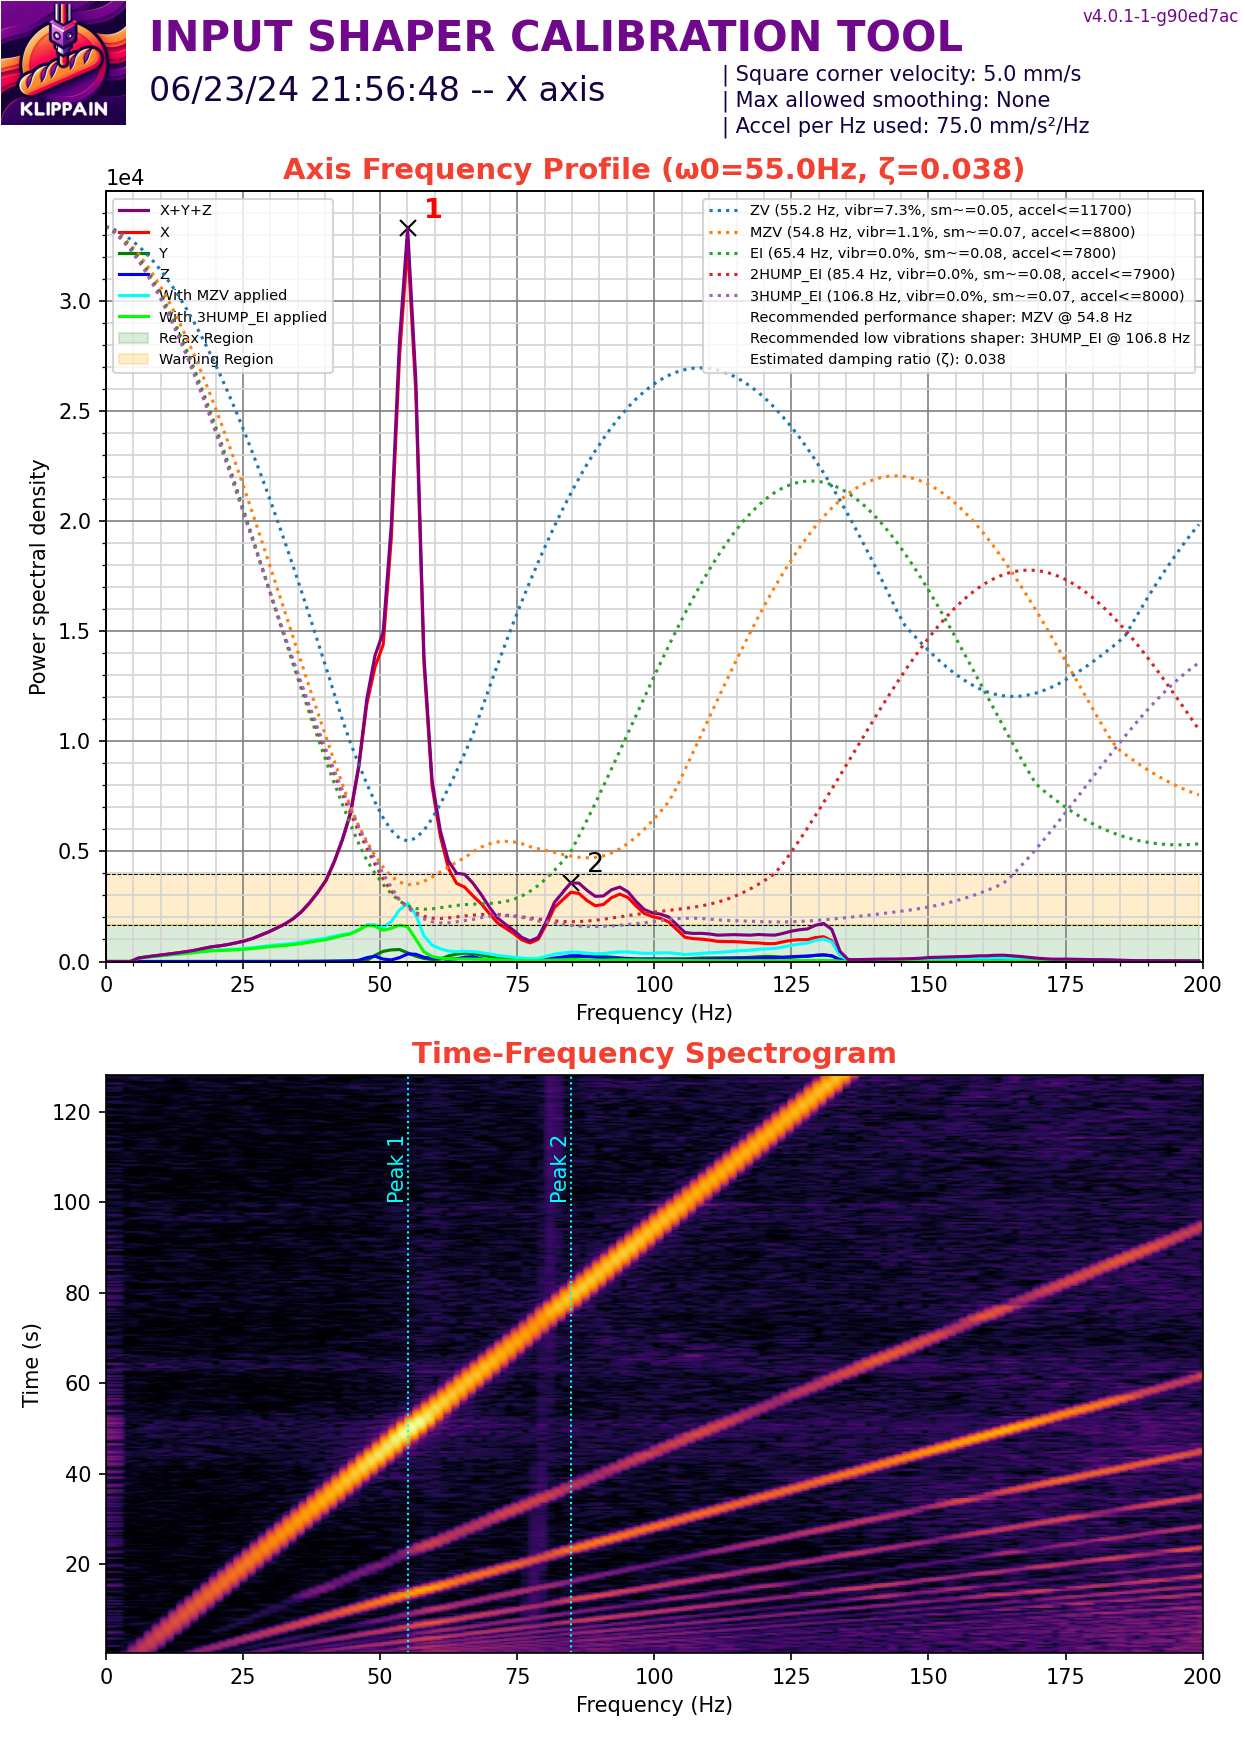 v4.0.1-1-g90ed7ac
INPUT SHAPER CALIBRATION TOOL
06/23/24 21:56:48 -- X axis
| Square corner velocity: 5.0 mm/s
| Max allowed smoothing: None
| Accel per Hz used: 75.0 mm/s²/Hz
KLIPPAIN
Axis Frequency Profile (ω0=55.0Hz, ζ=0.038)
1e4
X+Y+Z
X
Y
Z
With MZV applied
With 3HUMP_EI applied
Relax Region
Warning Region
1
ZV (55.2 Hz, vibr=7.3%, sm~=0.05, accel<=11700)
MZV (54.8 Hz, vibr=1.1%, sm~=0.07, accel<=8800)
EI (65.4 Hz, vibr=0.0%, sm~=0.08, accel<=7800)
2HUMP_EI (85.4 Hz, vibr=0.0%, sm~=0.08, accel<=7900)
3HUMP_EI (106.8 Hz, vibr=0.0%, sm~=0.07, accel<=8000)
Recommended performance shaper: MZV @ 54.8 Hz
Recommended low vibrations shaper: 3HUMP_EI @ 106.8 Hz
Estimated damping ratio (ζ): 0.038
3.0
2.5
2.0
1.5
1.0
0.5
0.0
Power spectral density
2
0 25 50 75 100 125 150 175 200
Frequency (Hz)
Time-Frequency Spectrogram
120
100
80
60
40
20
Time (s)
Peak 1
Peak 2
0 25 50 75 100 125 150 175 200
Frequency (Hz)